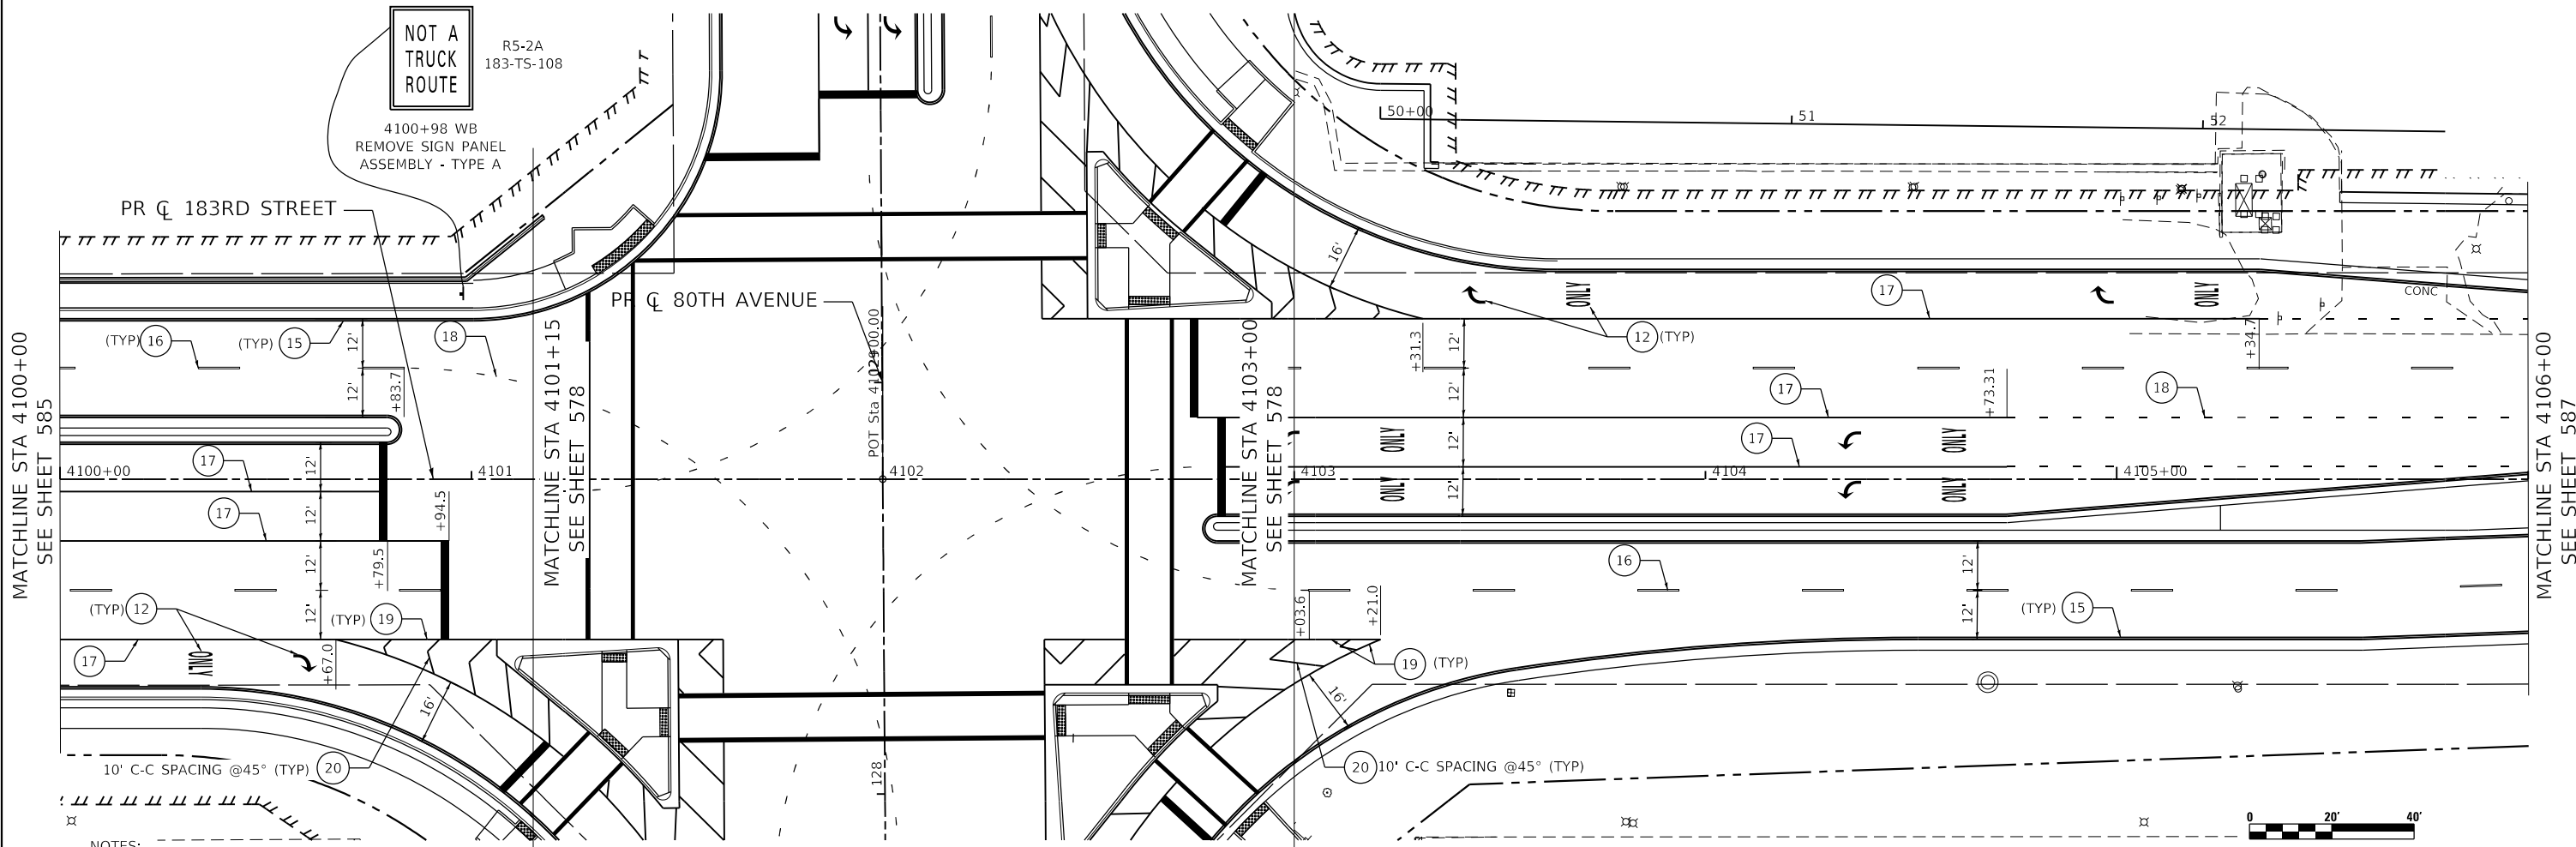 NOT A
TRUCK
ROUTE
R5-2A
183-TS-108
4100+98 WB
REMOVE SIGN PANEL
ASSEMBLY - TYPE A
PR ℄ 183RD STREET
PR ℄ 80TH AVENUE
MATCHLINE STA 4100+00
SEE SHEET 585
MATCHLINE STA 4101+15
SEE SHEET 578
MATCHLINE STA 4103+00
SEE SHEET 578
MATCHLINE STA 4106+00
SEE SHEET 587
50+00
51
52
(TYP) 16
(TYP) 15
12'
12'
18
+83.7
16'
17
ONLY
ONLY
CONC
12 (TYP)
+31.3
12'
12'
+34.7
17
+73.31
18
17
12'
12'
ONLY
ONLY
ONLY
ONLY
4100+00
4101
4102
4103
4104
4105+00
POT Sta
17
17
12'
12'
12'
12'
+94.5
+79.5
(TYP) 12
(TYP) 19
17
ONLY
+67.0
16'
10' C-C SPACING @45° (TYP) 20
128
16
12'
12'
(TYP) 15
+03.6
+21.0
19 (TYP)
16'
20 10' C-C SPACING @45° (TYP)
0 20' 40'
NOTES: